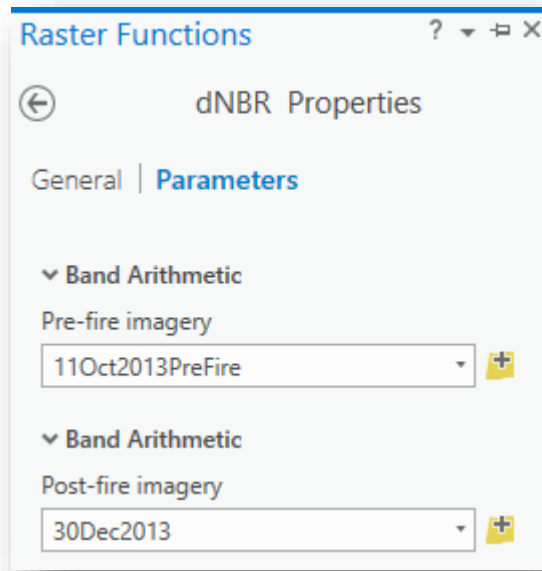 Raster Functions ?
dNBR Properties
General | Parameters
Band Arithmetic
Pre-fire imagery
11Oct2013PreFire
Band Arithmetic
Post-fire imagery
30Dec2013